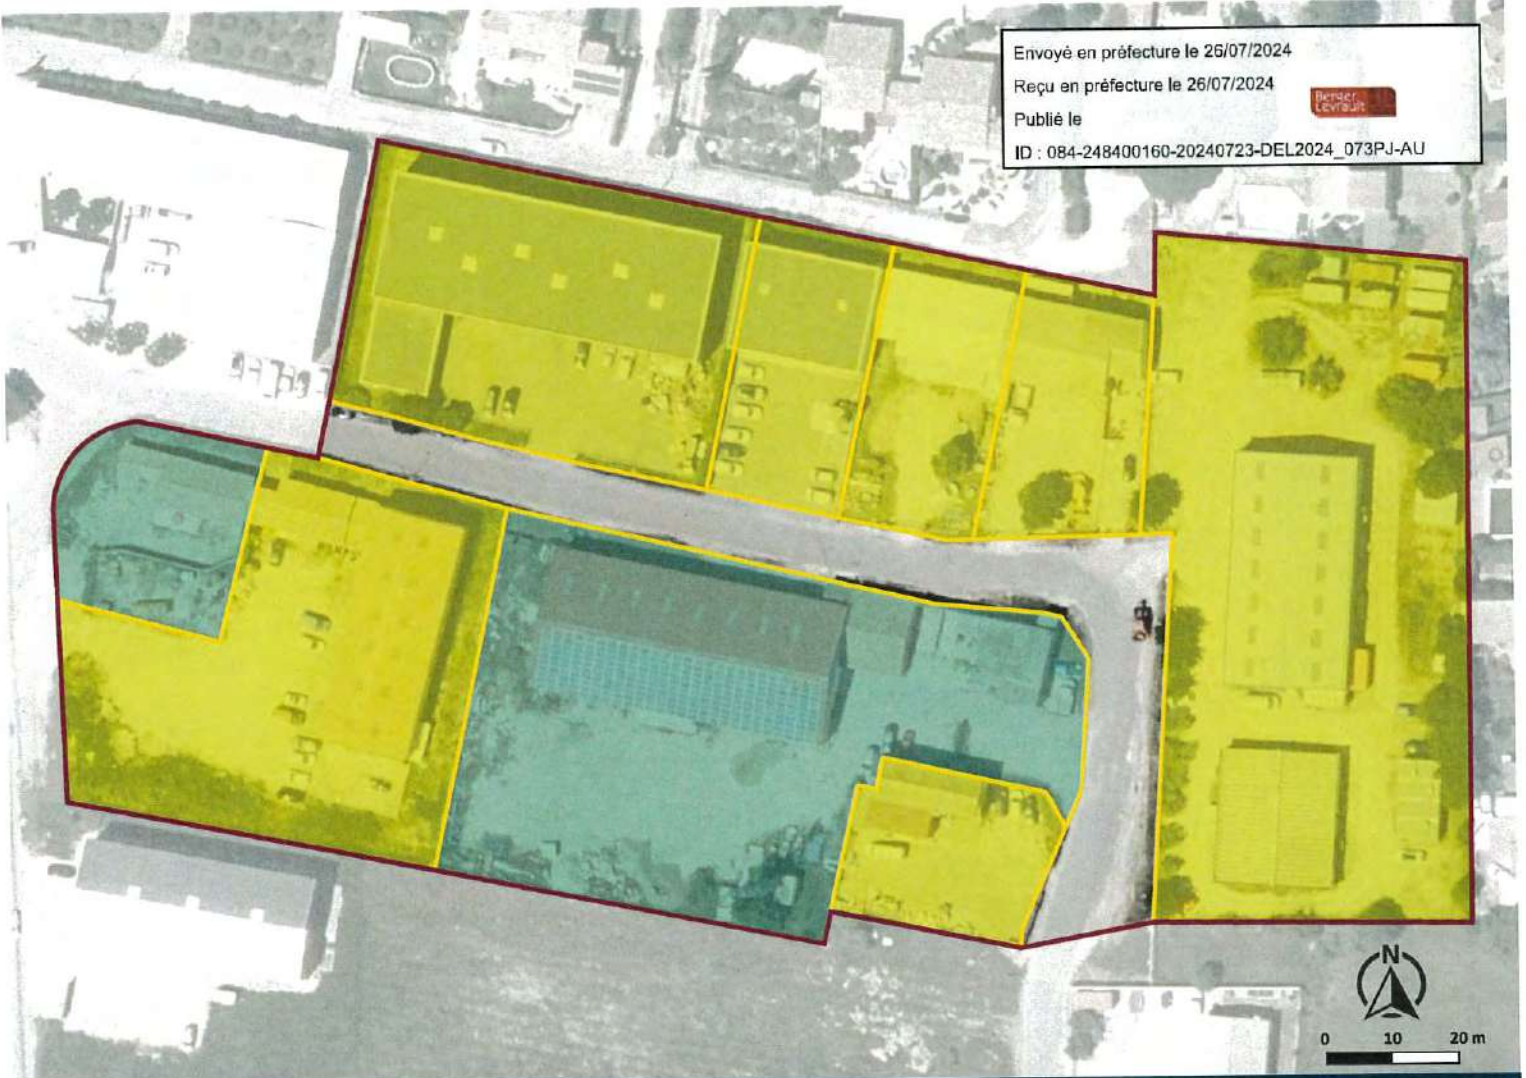 Envoyé en préfecture le 26/07/2024
Reçu en préfecture le 26/07/2024
Berger
Levrault
Publié le
ID : 084-248400160-20240723-DEL2024_073PJ-AU
N
0 10 20 m